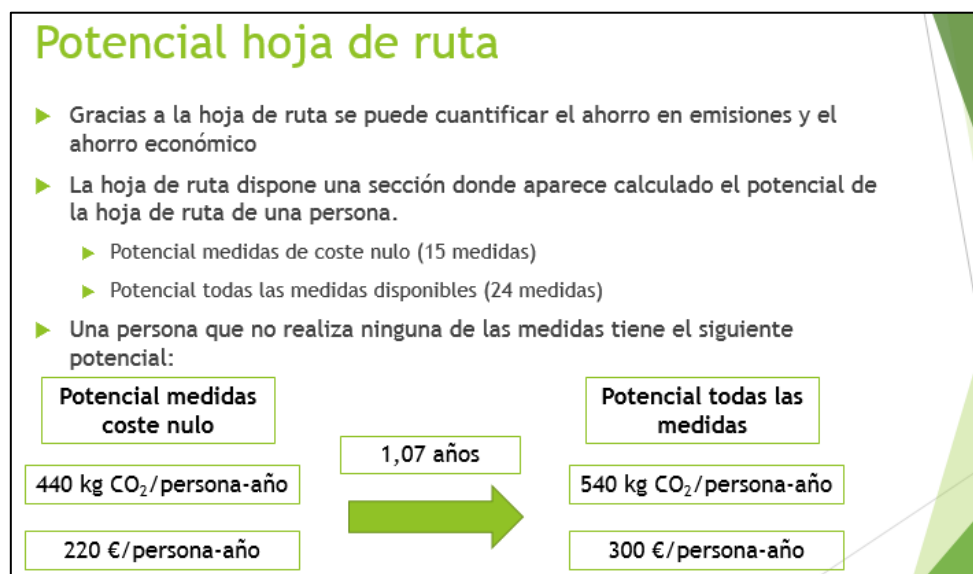 Potencial hoja de ruta
Gracias a la hoja de ruta se puede cuantificar el ahorro en emisiones y el
ahorro económico
La hoja de ruta dispone una sección donde aparece calculado el potencial de
la hoja de ruta de una persona.
Potencial medidas de coste nulo (15 medidas)
Potencial todas las medidas disponibles (24 medidas)
Una persona que no realiza ninguna de las medidas tiene el siguiente
potencial:
Potencial medidas
coste nulo
440 kg CO₂/persona-año
220 €/persona-año
1,07 años
Potencial todas las
medidas
540 kg CO₂/persona-año
300 €/persona-año